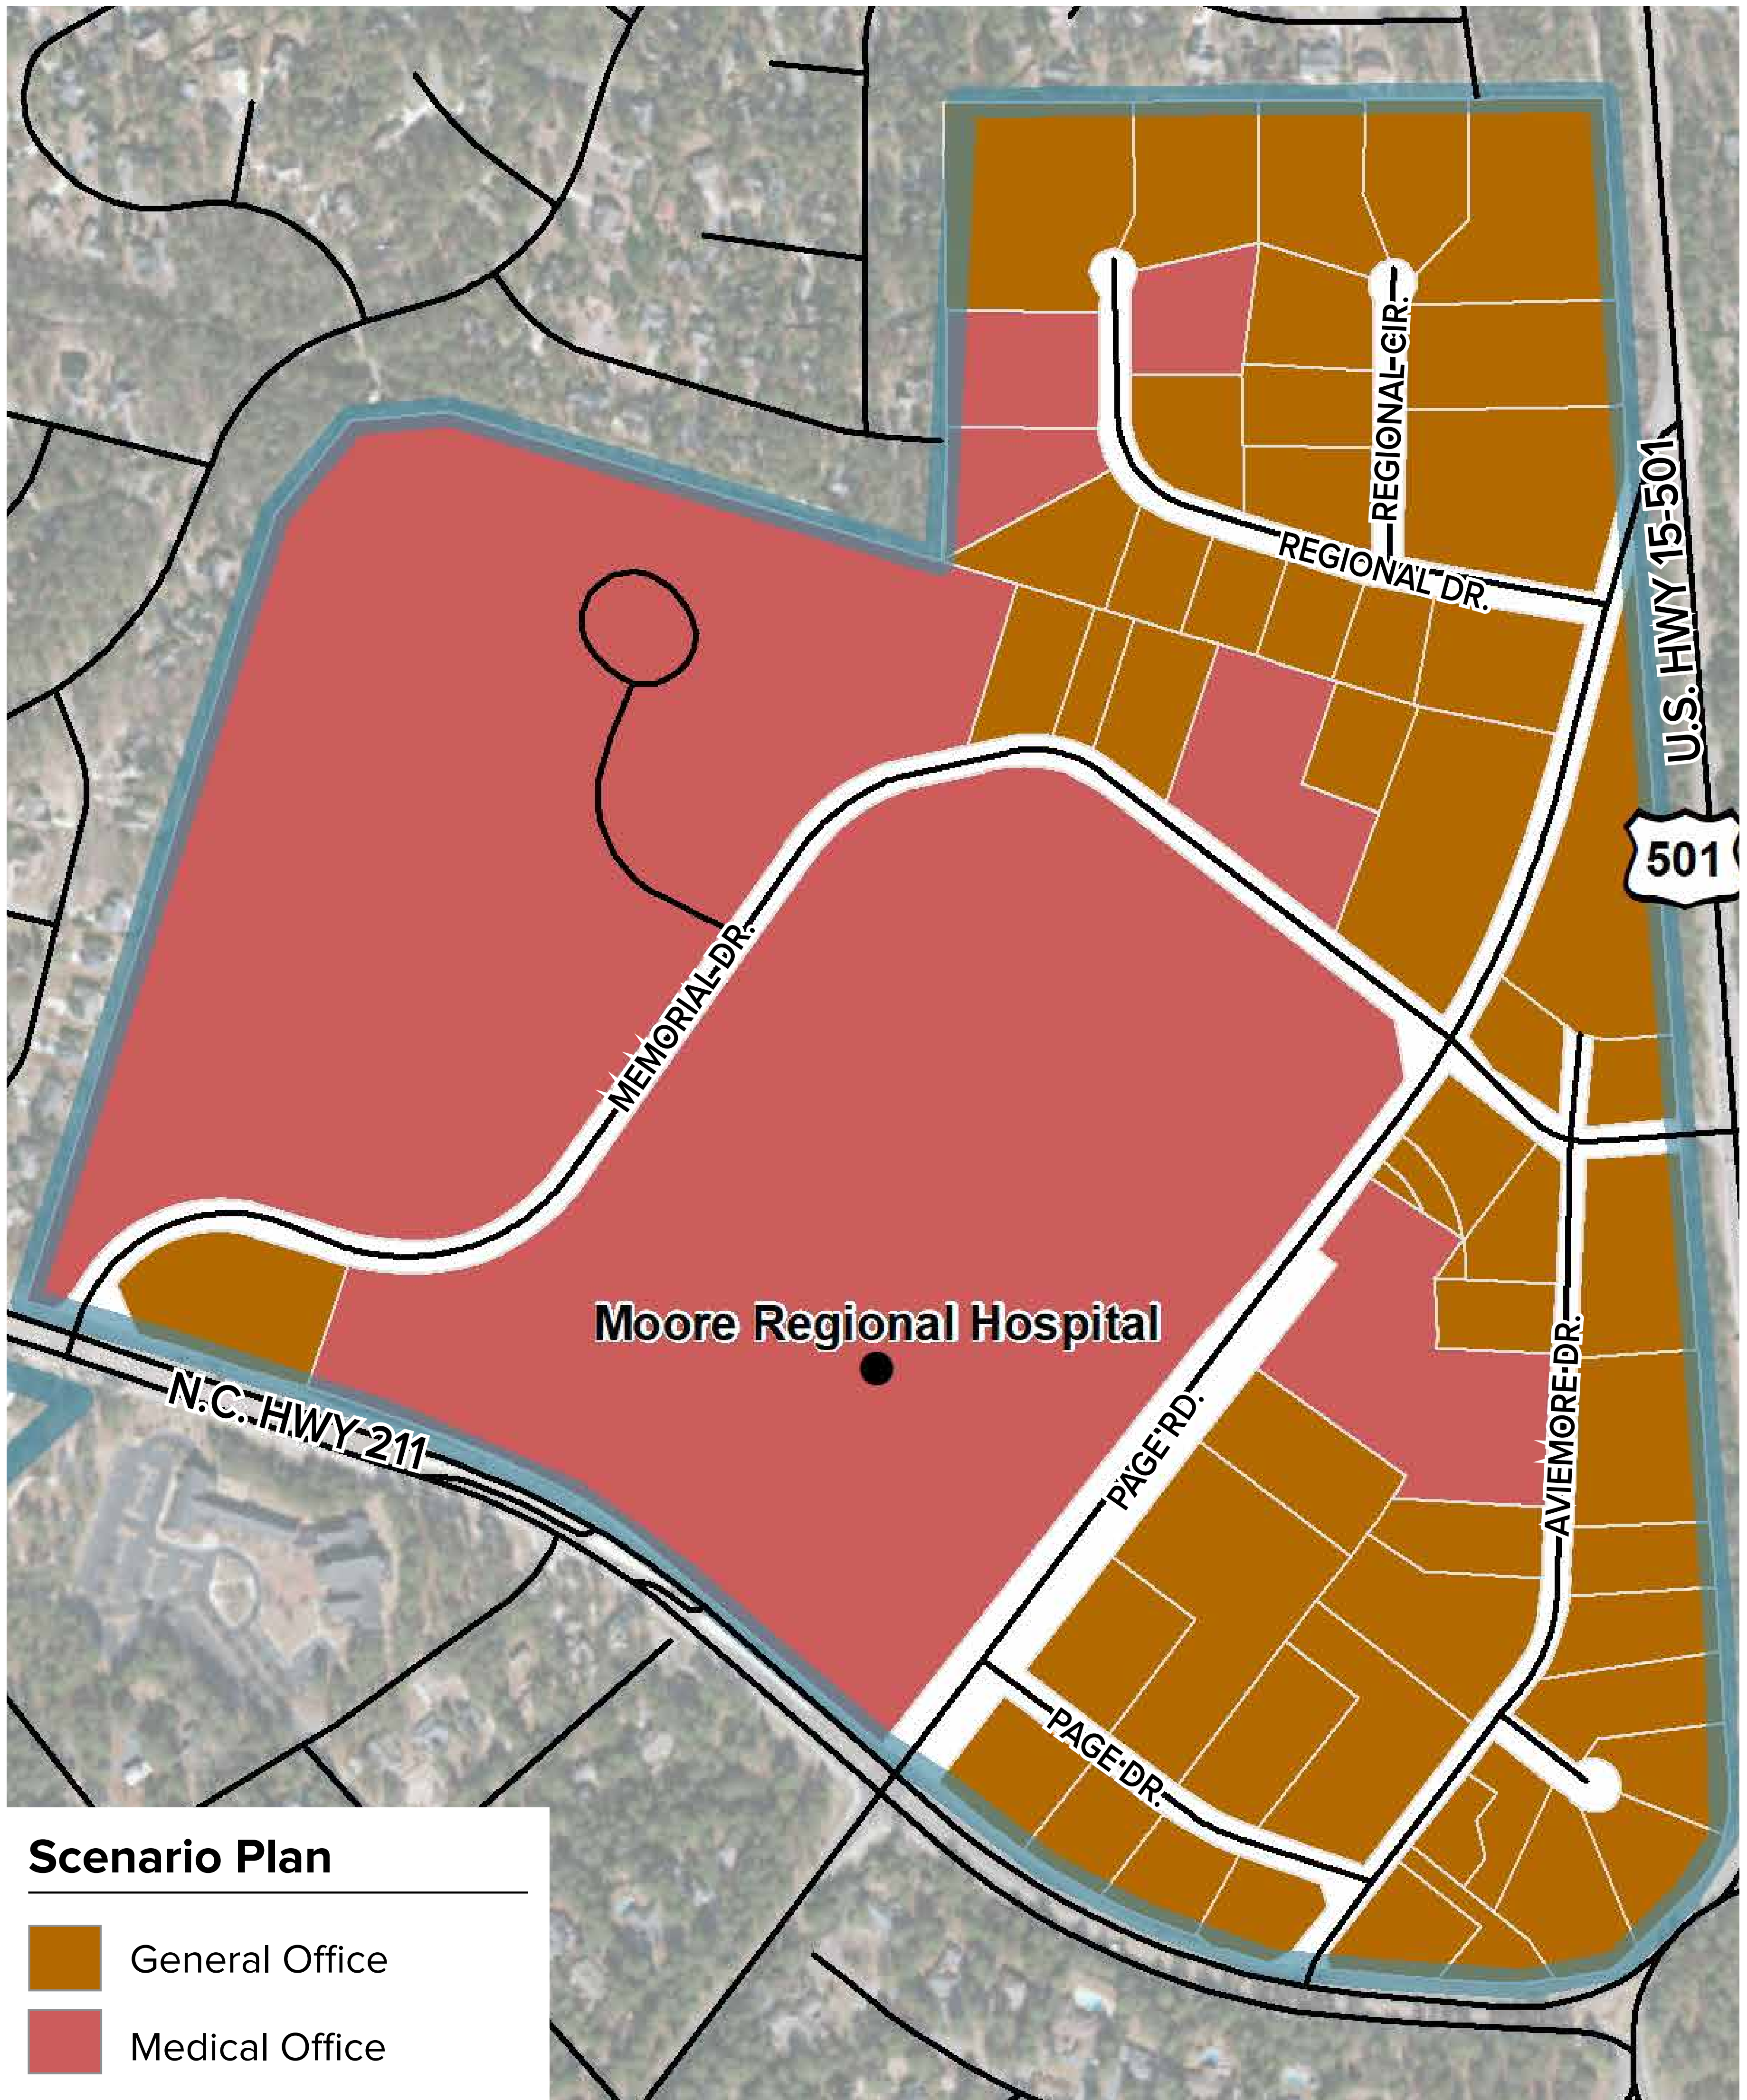 REGIONAL CIR.
REGIONAL DR.
U.S. HWY 15-501
501
MEMORIAL DR.
Moore Regional Hospital
N.C. HWY 211
PAGE RD.
AVIEMORE DR.
PAGE DR.
Scenario Plan
General Office
Medical Office